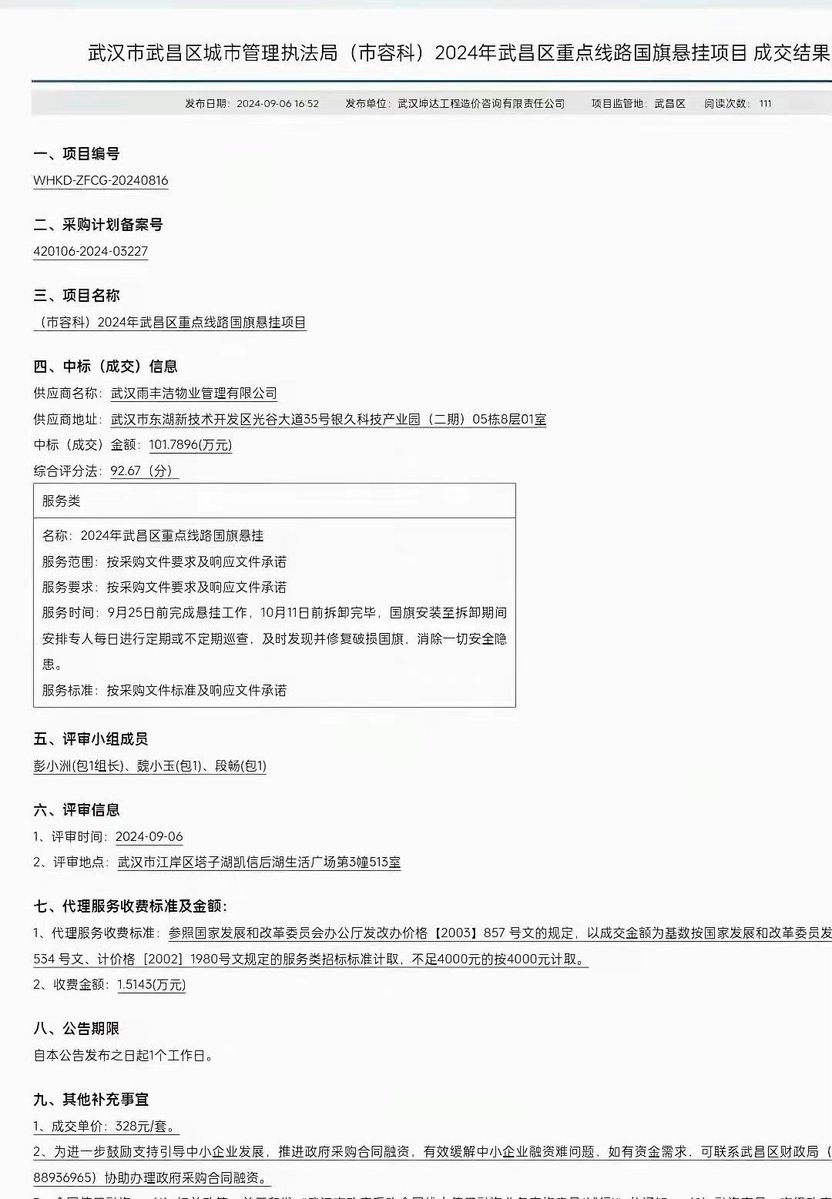 武汉市武昌区城市管理执法局（市容科）2024年武昌区重点线路国旗悬挂项目 成交结果
发布日期：2024-09-06 16:52 发布单位：武汉坤达工程造价咨询有限责任公司 项目监管地：武昌区 阅读次数：111
一、项目编号
WHKD-ZFCG-20240816
二、采购计划备案号
420106-2024-03227
三、项目名称
（市容科）2024年武昌区重点线路国旗悬挂项目
四、中标（成交）信息
供应商名称：武汉雨丰洁物业管理有限公司
供应商地址：武汉市东湖新技术开发区光谷大道35号银久科技产业园（二期）05栋8层01室
中标（成交）金额：101.7896(万元)
综合评分法：92.67（分）
服务类
名称：2024年武昌区重点线路国旗悬挂
服务范围：按采购文件要求及响应文件承诺
服务要求：按采购文件要求及响应文件承诺
服务时间：9月25日前完成悬挂工作，10月11日前拆卸完毕，国旗安装至拆卸期间
安排专人每日进行定期或不定期巡查，及时发现并修复破损国旗，消除一切安全隐
患。
服务标准：按采购文件标准及响应文件承诺
五、评审小组成员
彭小洲(包1组长)、魏小玉(包1)、段畅(包1)
六、评审信息
1、评审时间：2024-09-06
2、评审地点：武汉市江岸区塔子湖凯信后湖生活广场第3幢513室
七、代理服务收费标准及金额：
1、代理服务收费标准：参照国家发展和改革委员会办公厅发改办价格【2003】857 号文的规定，以成交金额为基数按国家发展和改革委员发
534 号文、计价格［2002］1980号文规定的服务类招标标准计取，不足4000元的按4000元计取。
2、收费金额：1.5143(万元)
八、公告期限
自本公告发布之日起1个工作日。
九、其他补充事宜
1、成交单价：328元/套。
2、为进一步鼓励支持引导中小企业发展，推进政府采购合同融资，有效缓解中小企业融资难问题，如有资金需求，可联系武昌区财政局（
88936965）协助办理政府采购合同融资。